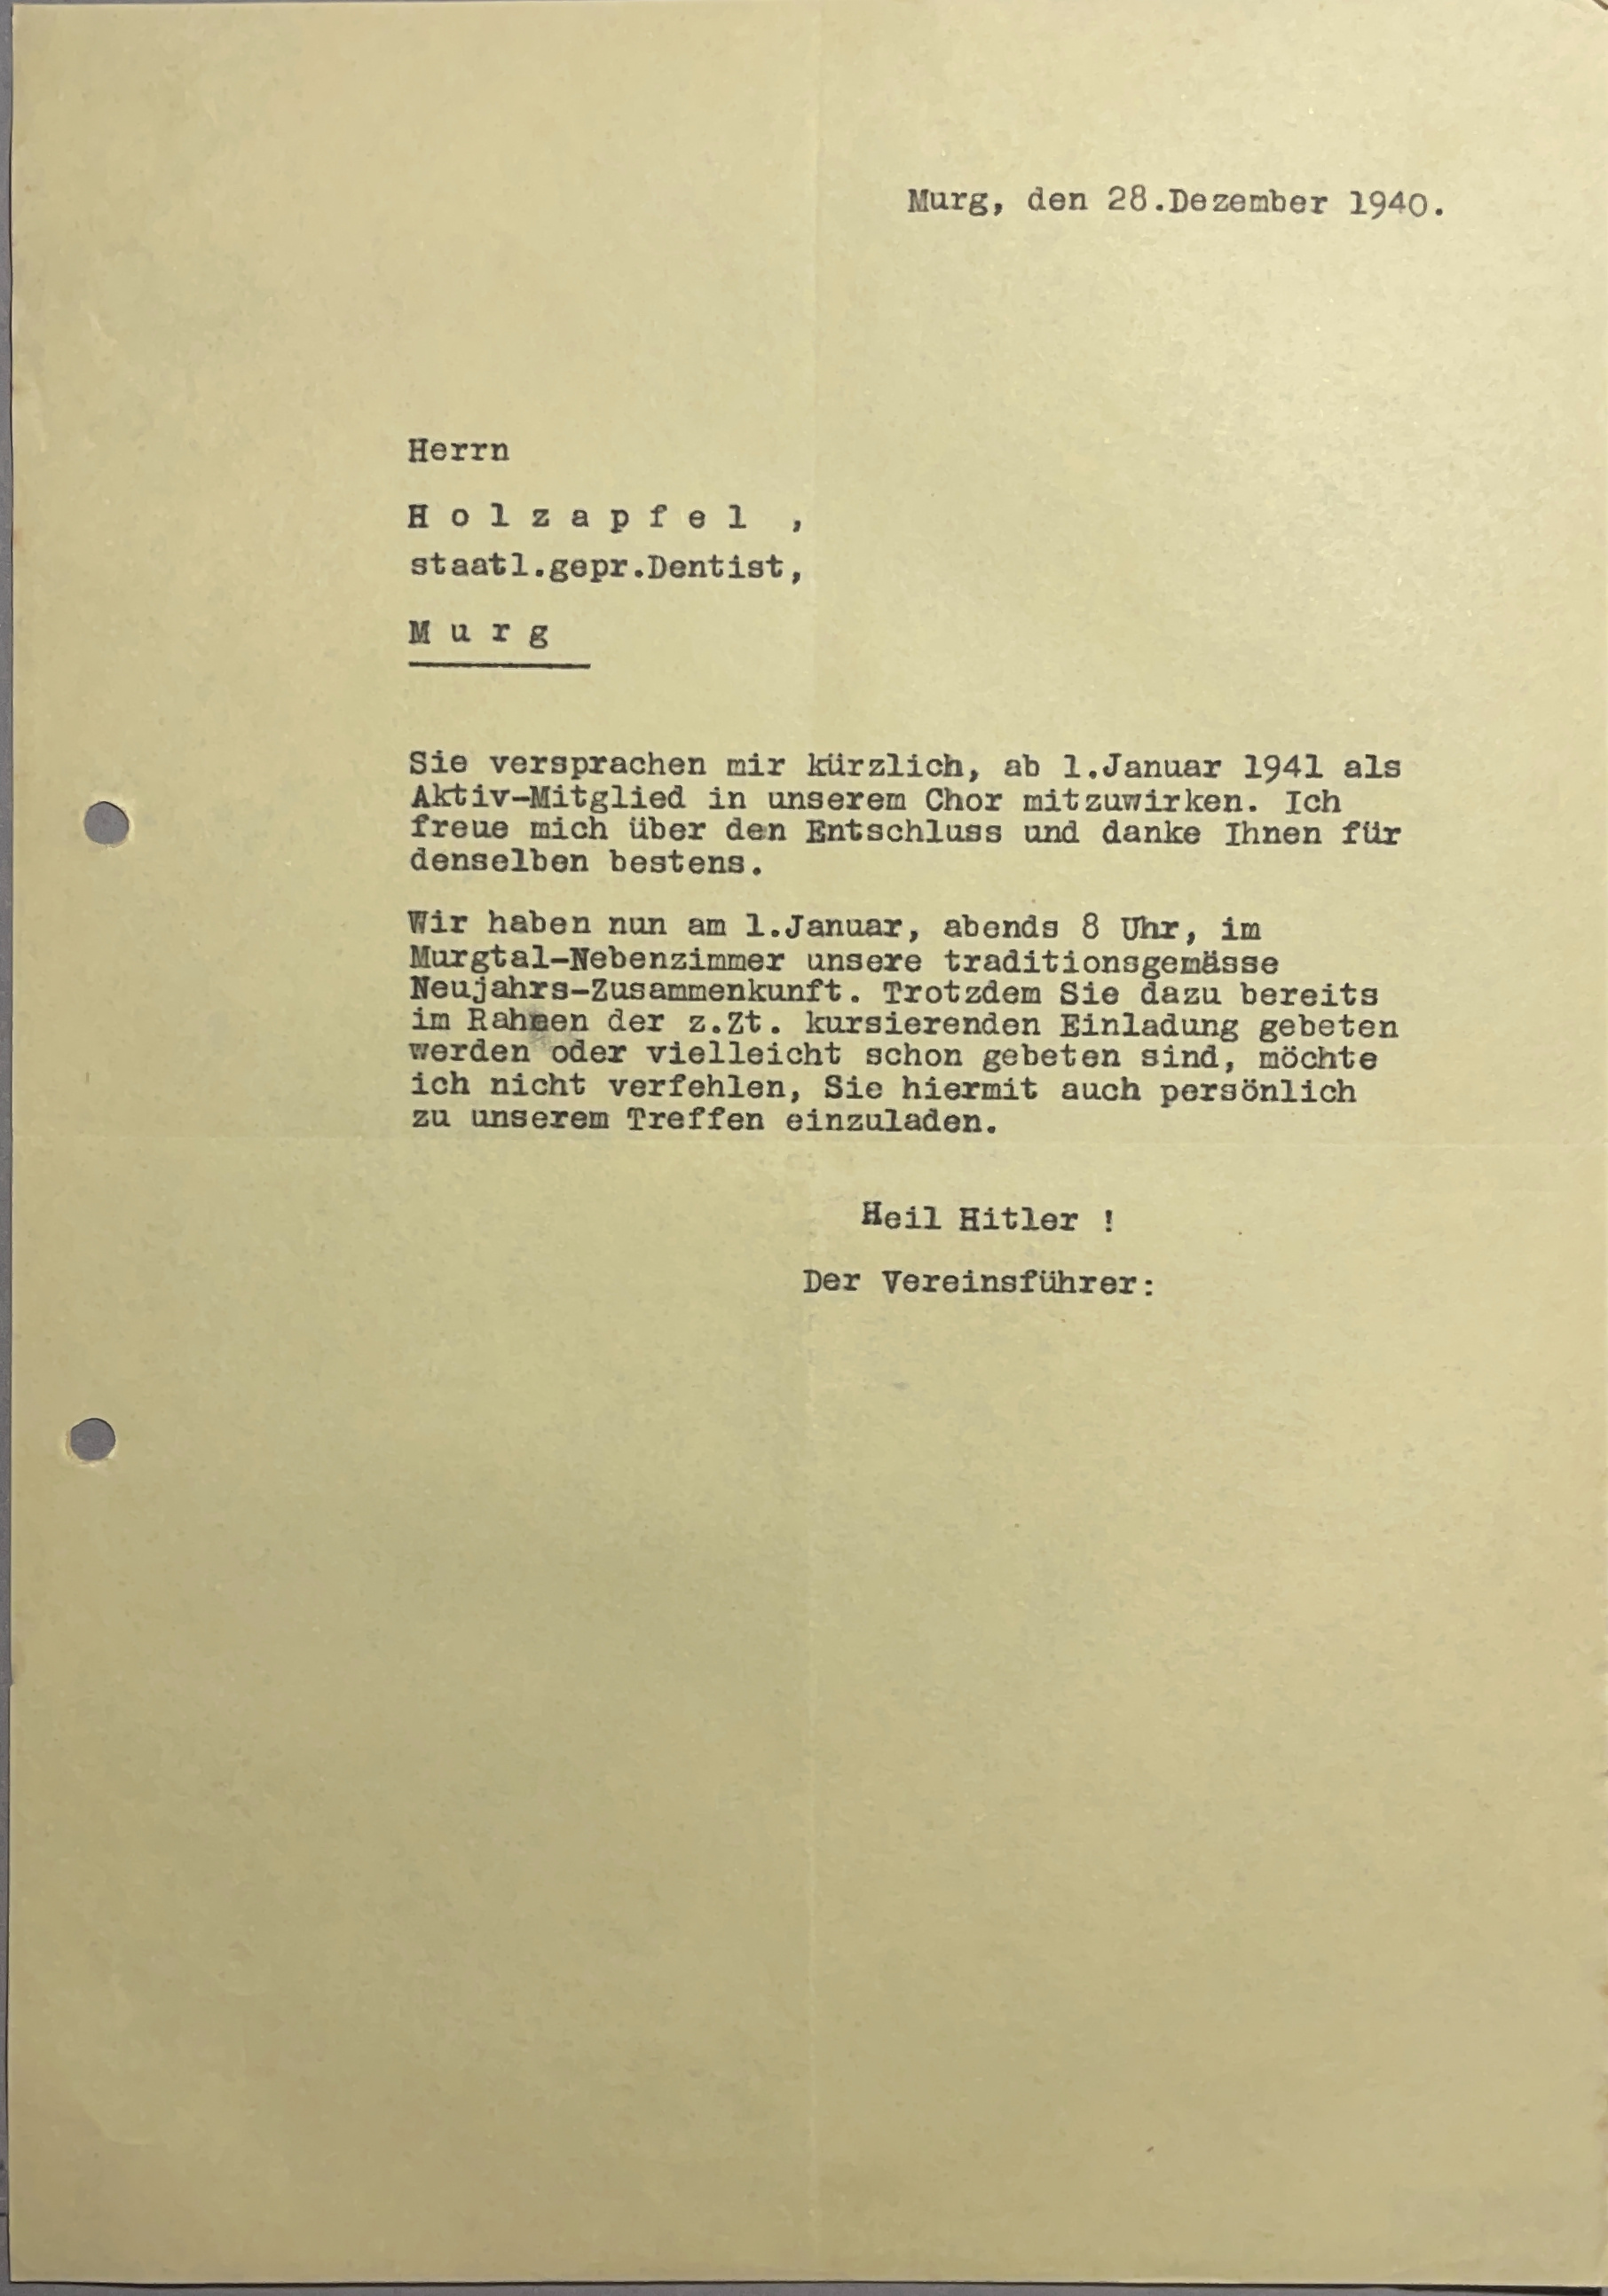 Murg, den 28.Dezember 1940.
Herrn
H o l z a p f e l ,
staatl.gepr.Dentist,
M u r g
Sie versprachen mir kürzlich, ab 1.Januar 1941 als
Aktiv-Mitglied in unserem Chor mitzuwirken. Ich
freue mich über den Entschluss und danke Ihnen für
denselben bestens.
Wir haben nun am 1.Januar, abends 8 Uhr, im
Murgtal-Nebenzimmer unsere traditionsgemässe
Neujahrs-Zusammenkunft. Trotzdem Sie dazu bereits
im Rahmen der z.Zt. kursierenden Einladung gebeten
werden oder vielleicht schon gebeten sind, möchte
ich nicht verfehlen, Sie hiermit auch persönlich
zu unserem Treffen einzuladen.
Heil Hitler !
Der Vereinsführer: